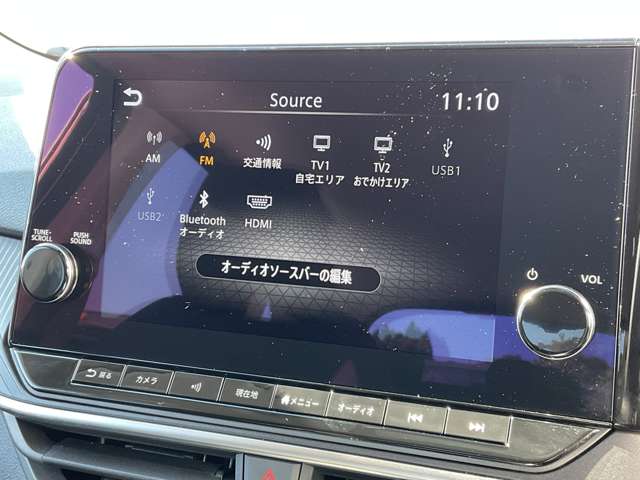 Source
11:10
AM
FM
交通情報
TV1
自宅エリア
TV2
おでかけエリア
USB1
USB2
Bluetooth
オーディオ
HDMI
オーディオソースバーの編集
TUNE・
SCROLL
PUSH
SOUND
VOL
戻る
カメラ
現在地
メニュー
オーディオ